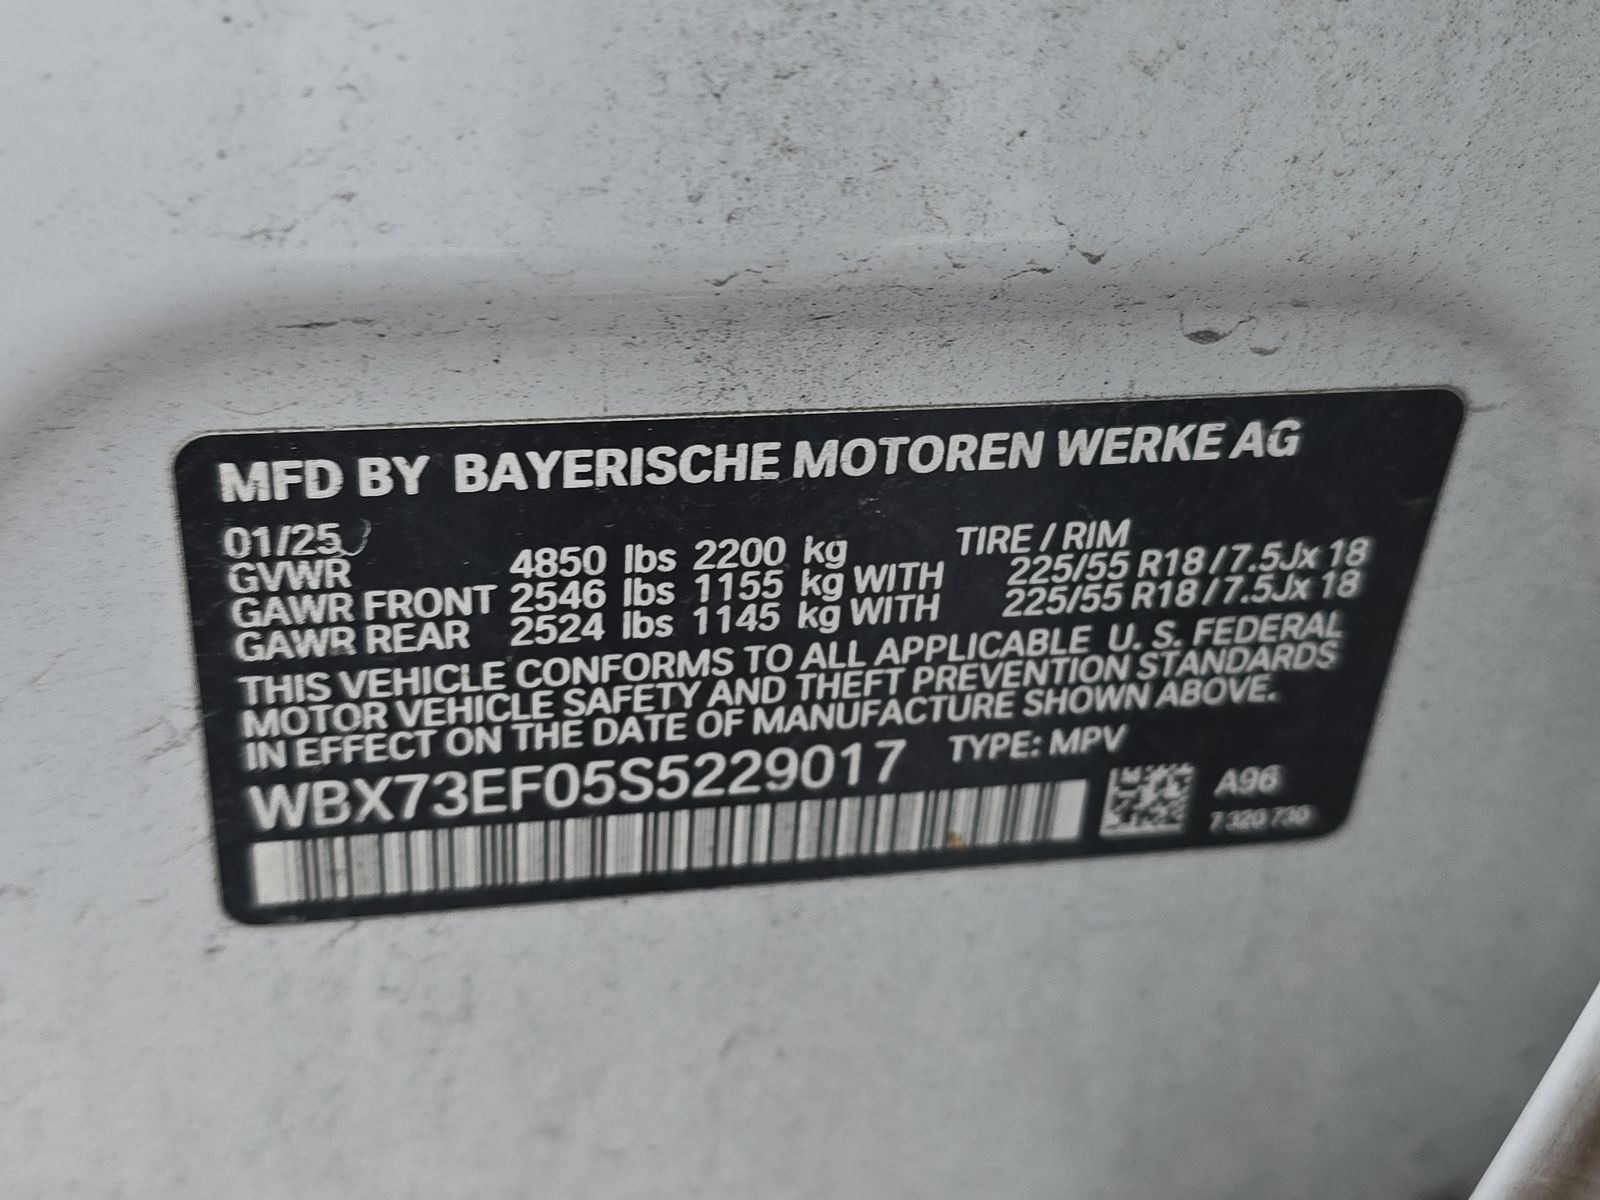 MFD BY BAYERISCHE MOTOREN WERKE AG
01/25
TIRE / RIM
GVWR 4850 lbs 2200 kg
GAWR FRONT 2546 lbs 1155 kg WITH 225/55 R18 / 7.5Jx 18
GAWR REAR 2524 lbs 1145 kg WITH 225/55 R18 / 7.5Jx 18
THIS VEHICLE CONFORMS TO ALL APPLICABLE U. S. FEDERAL
MOTOR VEHICLE SAFETY AND THEFT PREVENTION STANDARDS
IN EFFECT ON THE DATE OF MANUFACTURE SHOWN ABOVE.
WBX73EF05S5229017 TYPE: MPV
A96
7 320 730